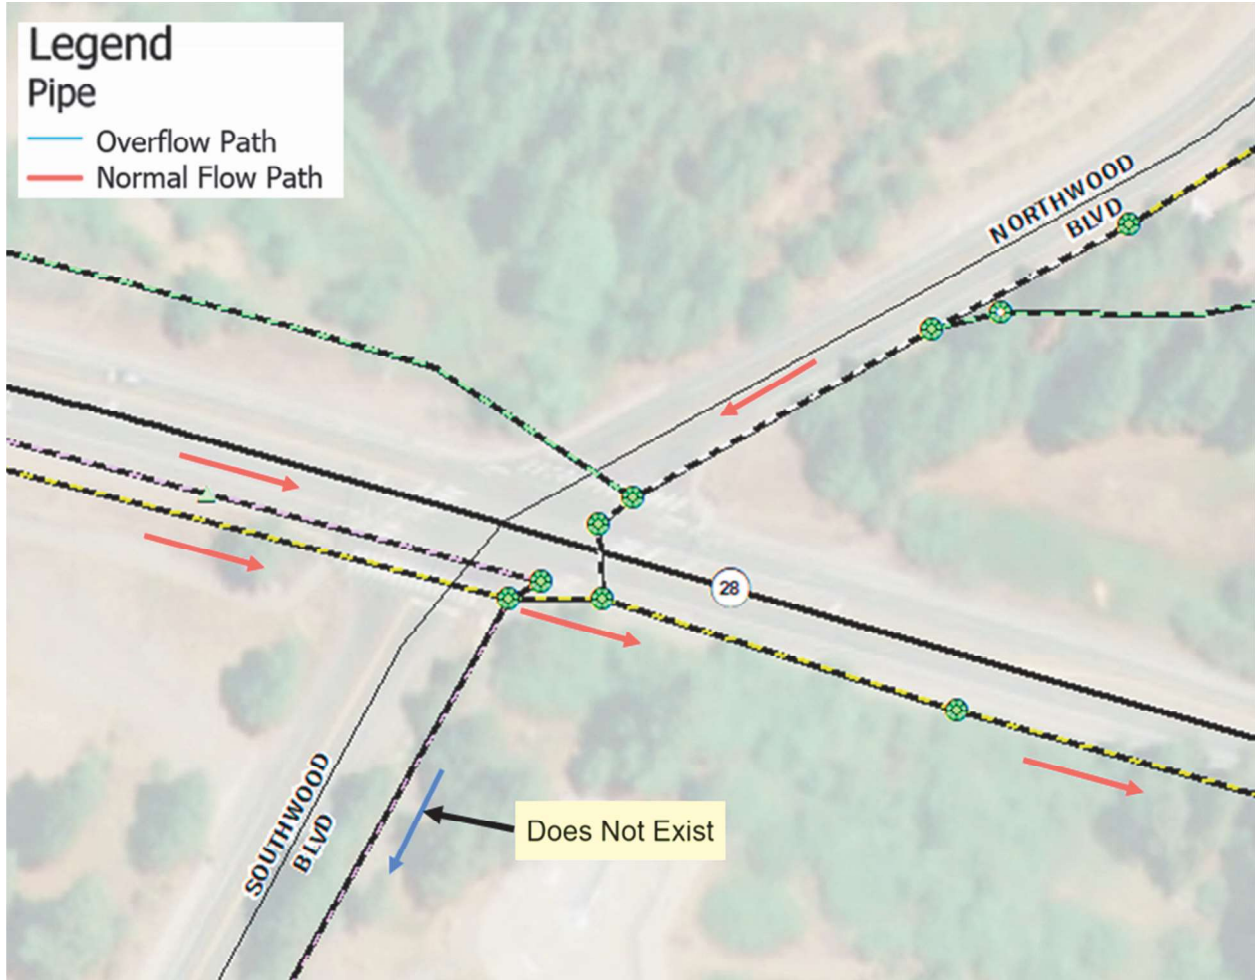 Legend
Pipe
Overflow Path
Normal Flow Path
NORTHWOOD
BLVD
28
SOUTHWOOD
BLVD
Does Not Exist